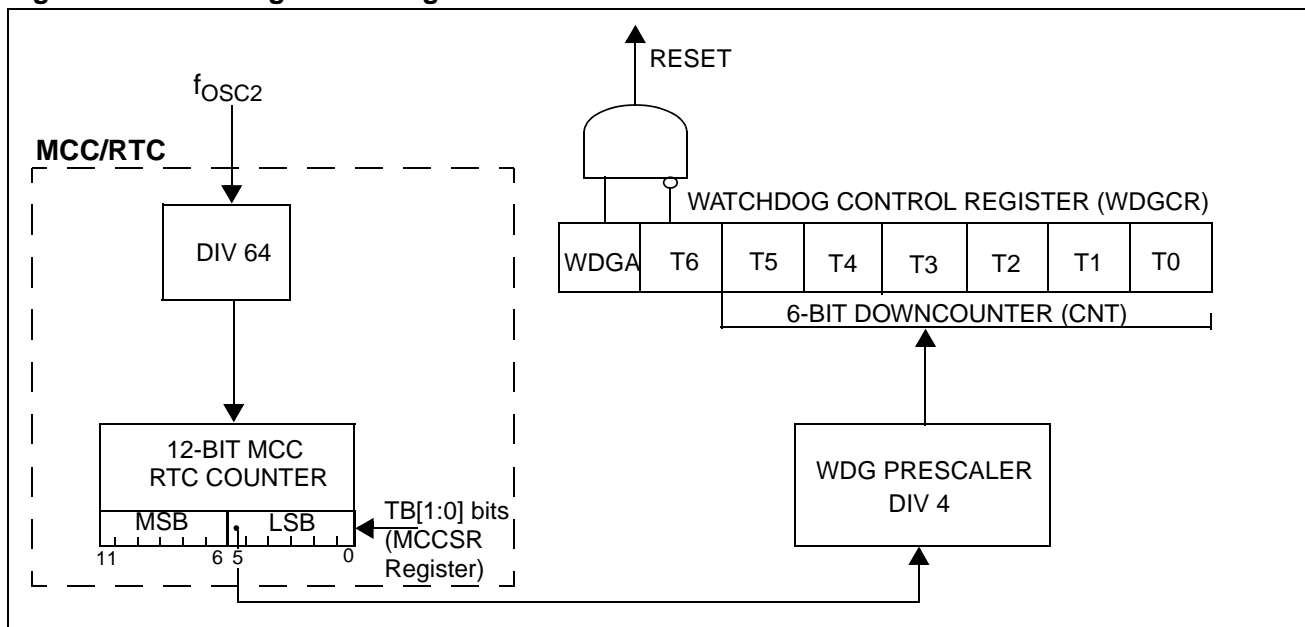 RESET
fOSC2
MCC/RTC
DIV 64
WATCHDOG CONTROL REGISTER (WDGCR)
WDGA T6 T5 T4 T3 T2 T1 T0
6-BIT DOWNCOUNTER (CNT)
12-BIT MCC
RTC COUNTER
MSB LSB
11 6 5 0
TB[1:0] bits
(MCCSR
Register)
WDG PRESCALER
DIV 4